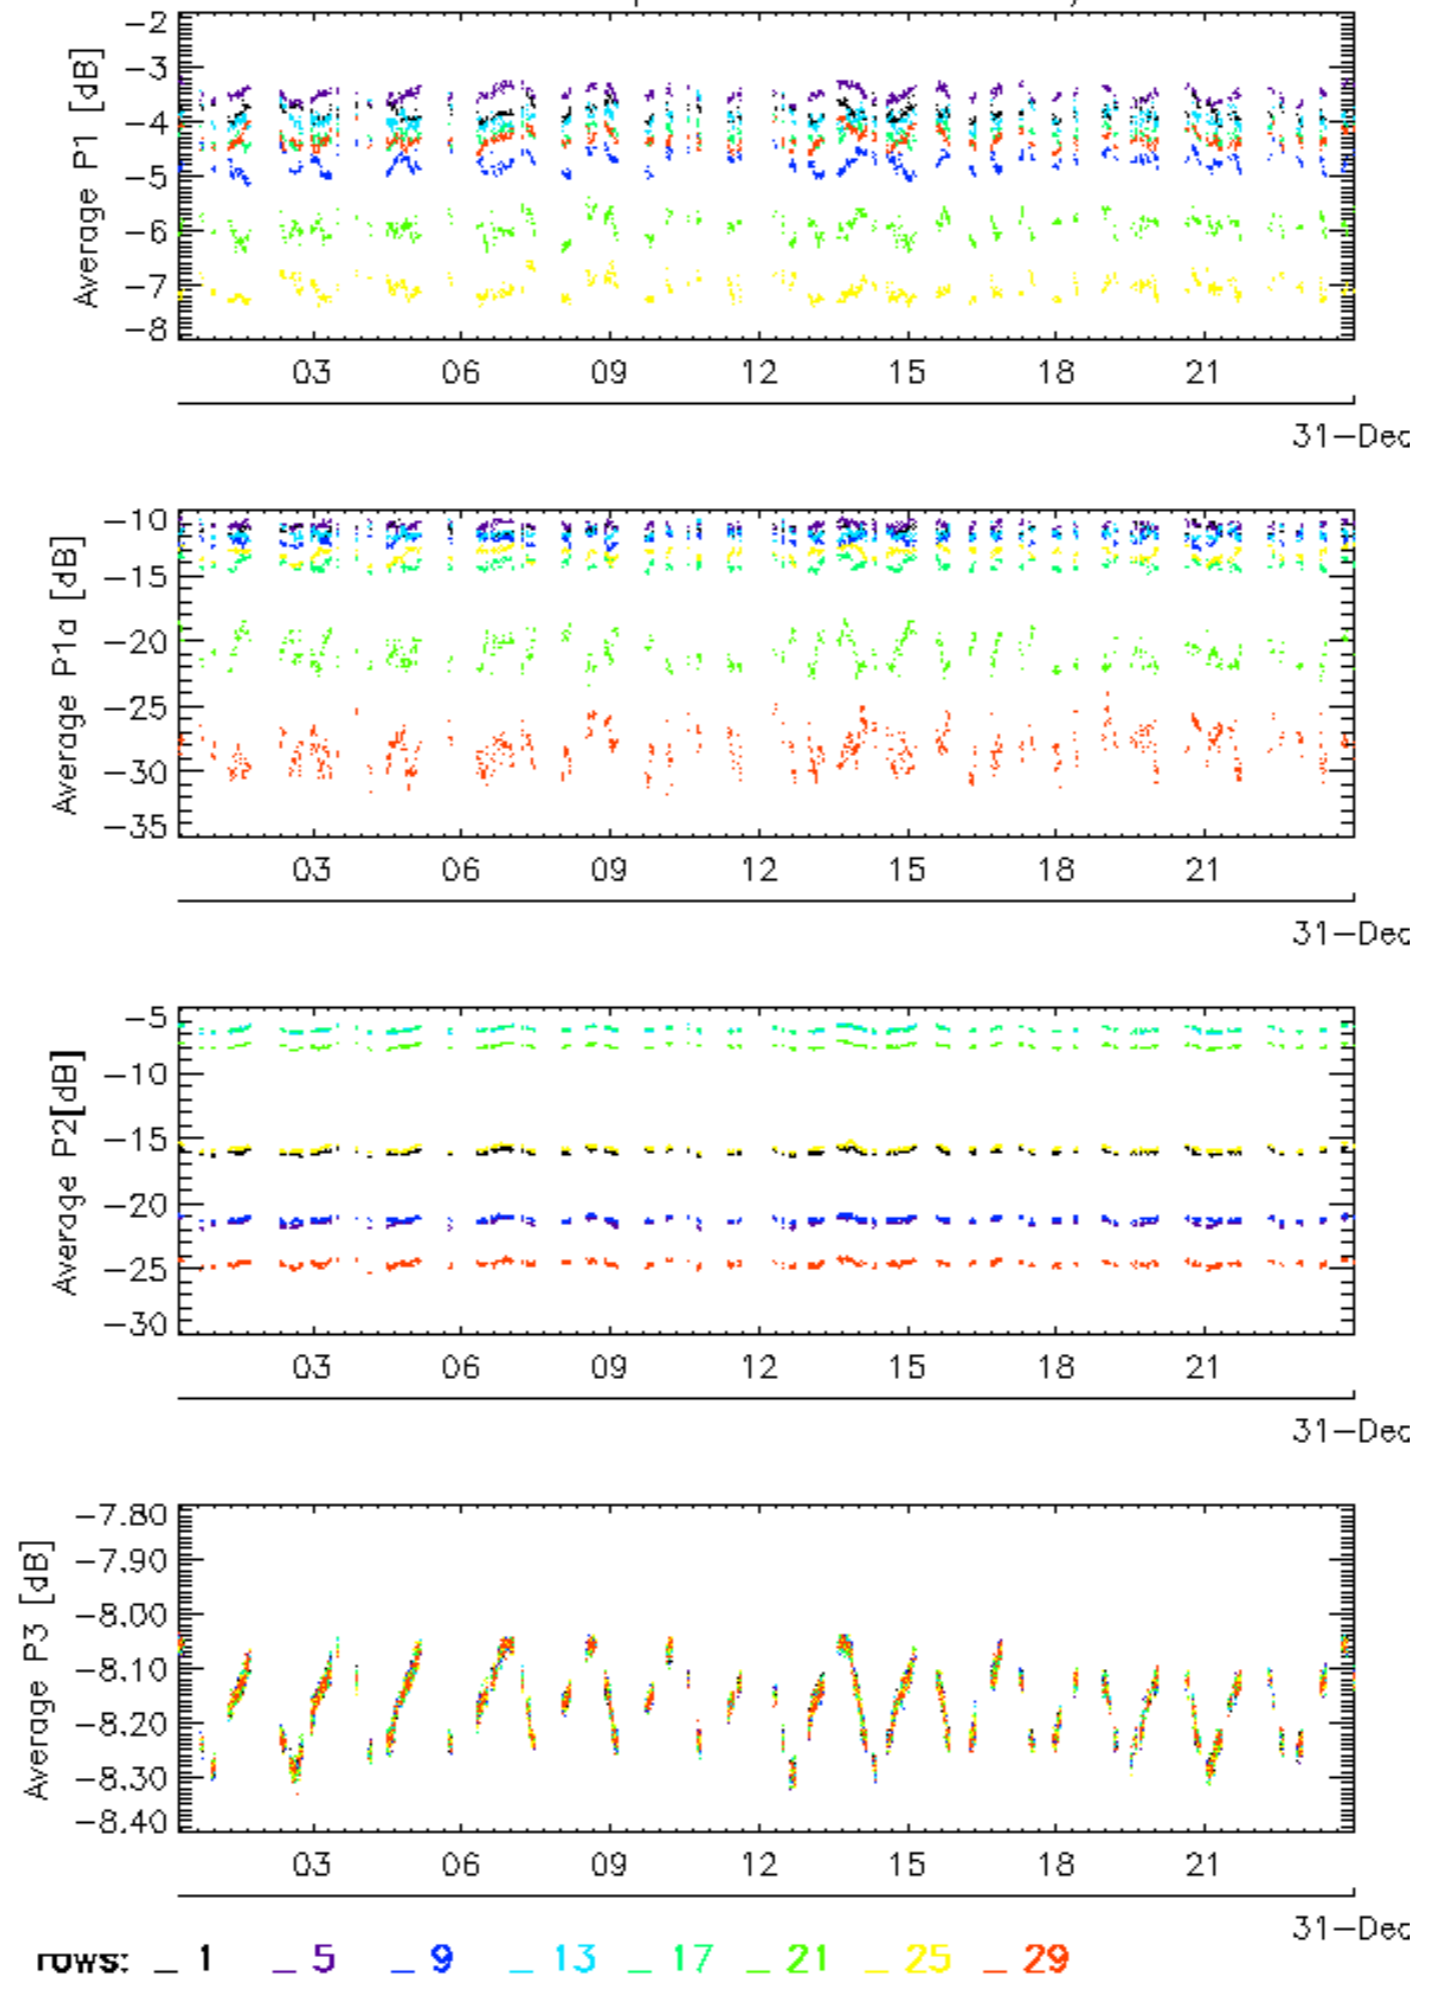 Average P1 [dB]
-2
-3
-4
-5
-6
-7
-8
03 06 09 12 15 18 21
31-Dec
Average P1a [dB]
-10
-15
-20
-25
-30
-35
03 06 09 12 15 18 21
31-Dec
Average P2[dB]
-5
-10
-15
-20
-25
-30
03 06 09 12 15 18 21
31-Dec
Average P3 [dB]
-7.80
-7.90
-8.00
-8.10
-8.20
-8.30
-8.40
03 06 09 12 15 18 21
31-Dec
rows: _ 1 _ 5 _ 9 _ 13 _ 17 _ 21 _ 25 _ 29